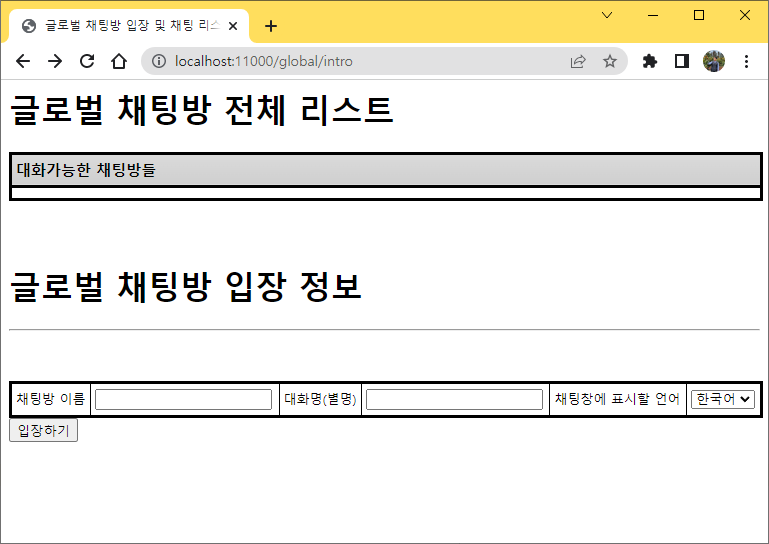 글로벌 채팅방 입장 및 채팅 리스
localhost:11000/global/intro
글로벌 채팅방 전체 리스트
대화가능한 채팅방들
글로벌 채팅방 입장 정보
채팅방 이름 대화명(별명) 채팅창에 표시할 언어 한국어
입장하기